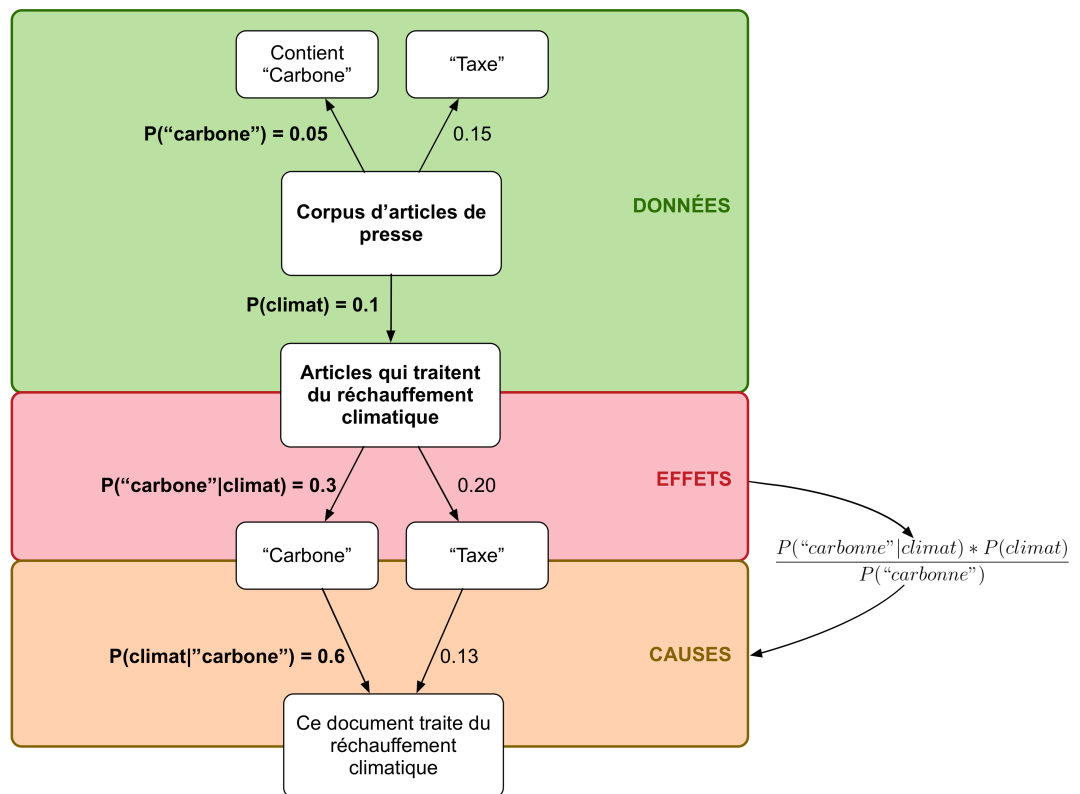 Contient
“Carbone”
“Taxe”
P(“carbone”) = 0.05
0.15
Corpus d’articles de
presse
DONNÉES
P(climat) = 0.1
Articles qui traitent
du réchauffement
climatique
P(“carbone”|climat) = 0.3
0.20
EFFETS
“Carbone”
“Taxe”
P(“carbonne”|climat) ∗ P(climat)
P(“carbonne”)
P(climat|”carbone”) = 0.6
0.13
CAUSES
Ce document traite du
réchauffement
climatique